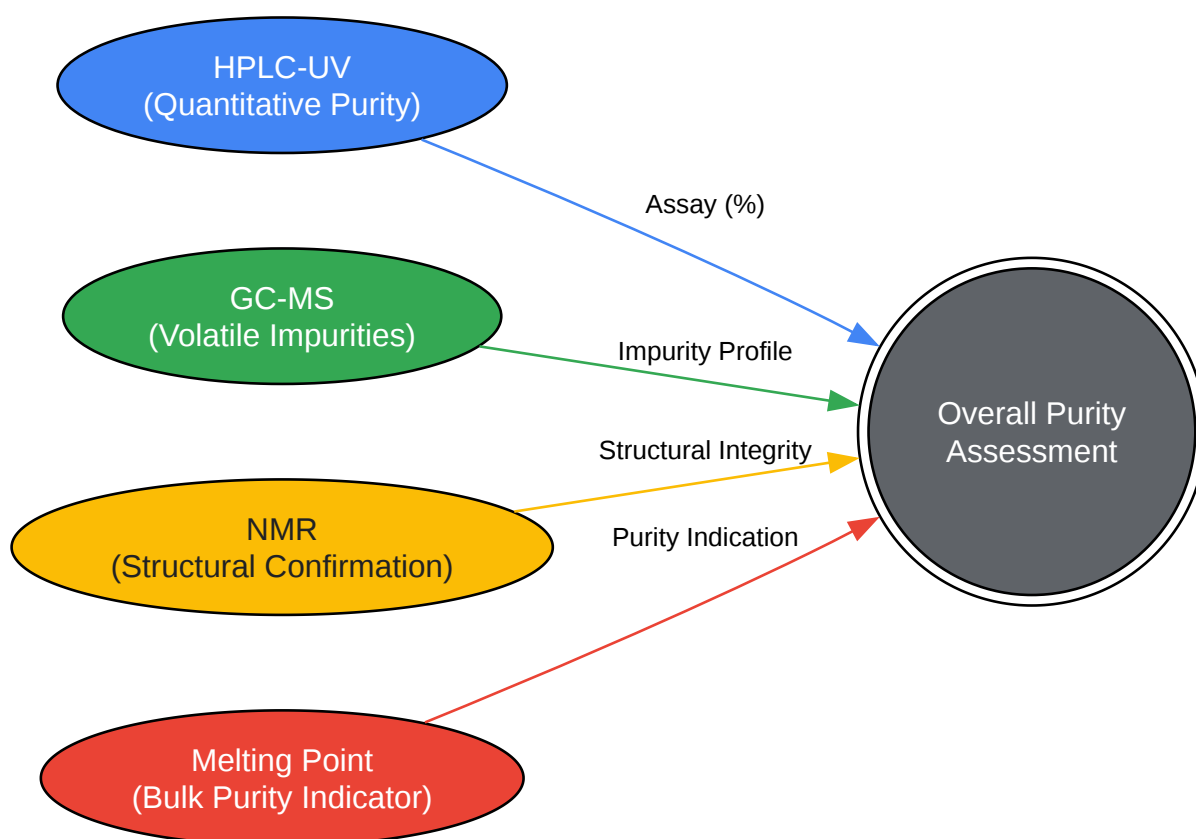 HPLC-UV
(Quantitative Purity)
Assay (%)
GC-MS
(Volatile Impurities)
Impurity Profile
Overall Purity
Assessment
Structural Integrity
NMR
(Structural Confirmation)
Purity Indication
Melting Point
(Bulk Purity Indicator)